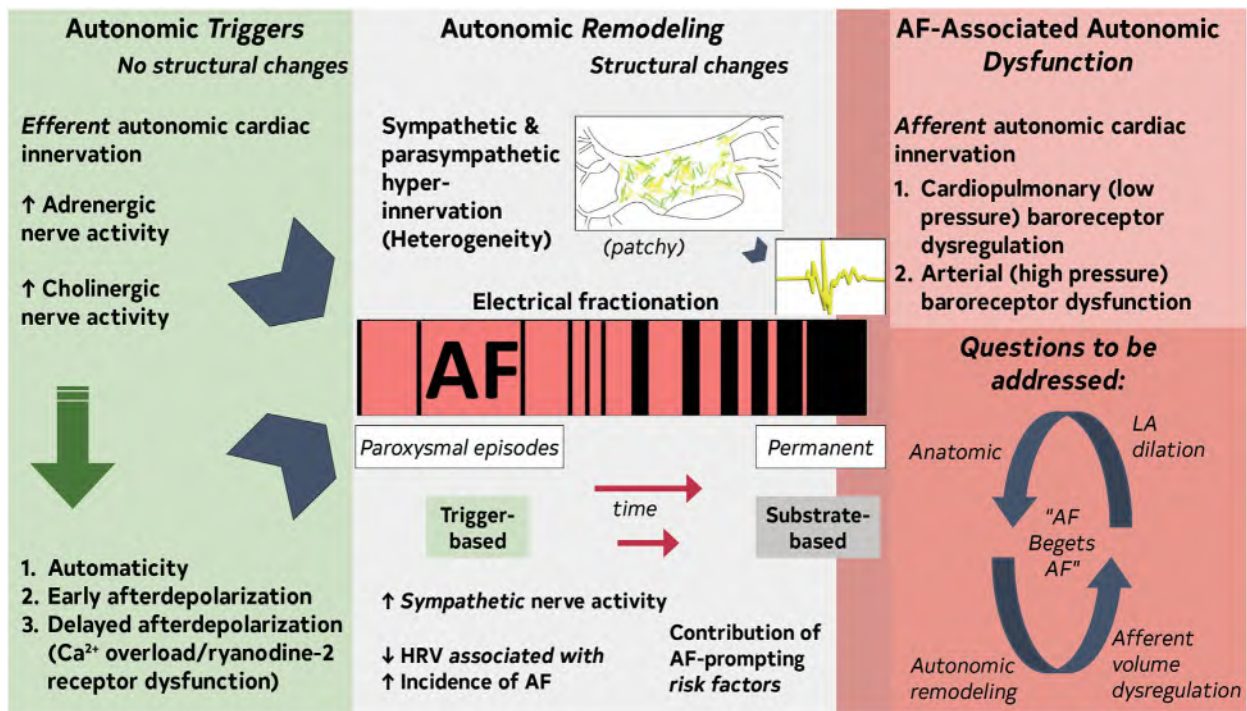 Autonomic Triggers
No structural changes
Efferent autonomic cardiac
innervation
↑ Adrenergic
nerve activity
↑ Cholinergic
nerve activity
1. Automaticity
2. Early afterdepolarization
3. Delayed afterdepolarization
(Ca²⁺ overload/ryanodine-2
receptor dysfunction)
Autonomic Remodeling
Structural changes
Sympathetic &
parasympathetic
hyper-
innervation
(Heterogeneity)
(patchy)
Electrical fractionation
AF
Paroxysmal episodes
Permanent
time
Trigger-
based
Substrate-
based
↑ Sympathetic nerve activity
↓ HRV associated with
↑ Incidence of AF
Contribution of
AF-prompting
risk factors
AF-Associated Autonomic
Dysfunction
Afferent autonomic cardiac
innervation
1. Cardiopulmonary (low
pressure) baroreceptor
dysregulation
2. Arterial (high pressure)
baroreceptor dysfunction
Questions to be
addressed:
Anatomic
LA
dilation
"AF
Begets
AF"
Autonomic
remodeling
Afferent
volume
dysregulation